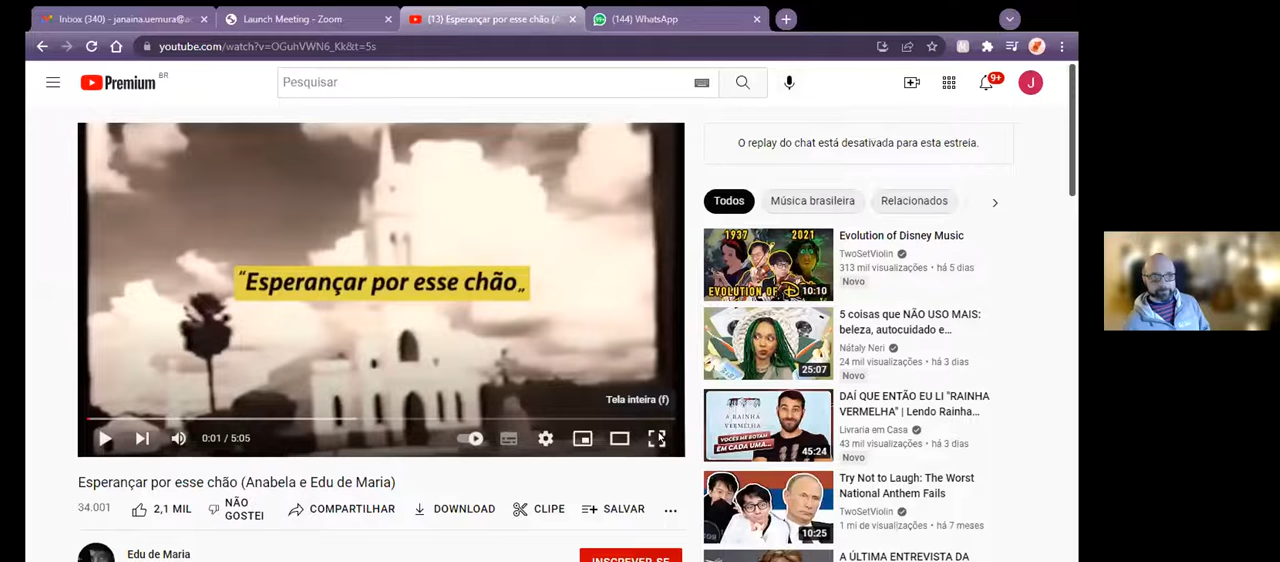 Inbox (340) - janaina.uemura@a
Launch Meeting - Zoom
(13) Esperançar por esse chão (A
(144) WhatsApp
youtube.com/watch?v=OGuhVWN6_Kk&t=5s
Premium BR
Pesquisar
9+
J
"Esperançar por esse chão„
Tela inteira (f)
0:01 / 5:05
Esperançar por esse chão (Anabela e Edu de Maria)
34.001
2,1 MIL
NÃO
GOSTEI
COMPARTILHAR
DOWNLOAD
CLIPE
SALVAR
Edu de Maria
INSCREVER-SE
O replay do chat está desativada para esta estreia.
Todos
Música brasileira
Relacionados
1937 2021
EVOLUTION OF D
10:10
Evolution of Disney Music
TwoSetViolin
313 mil visualizações • há 5 dias
Novo
25:07
5 coisas que NÃO USO MAIS:
beleza, autocuidado e...
Nátaly Neri
24 mil visualizações • há 3 dias
Novo
A RAINHA
VERMELHA
VOCÊS ME BOTAM
EM CADA UMA...
45:24
DAÍ QUE ENTÃO EU LI "RAINHA
VERMELHA" | Lendo Rainha...
Livraria em Casa
43 mil visualizações • há 3 dias
Novo
10:25
Try Not to Laugh: The Worst
National Anthem Fails
TwoSetViolin
1 mi de visualizações • há 7 meses
A ÚLTIMA ENTREVISTA DA